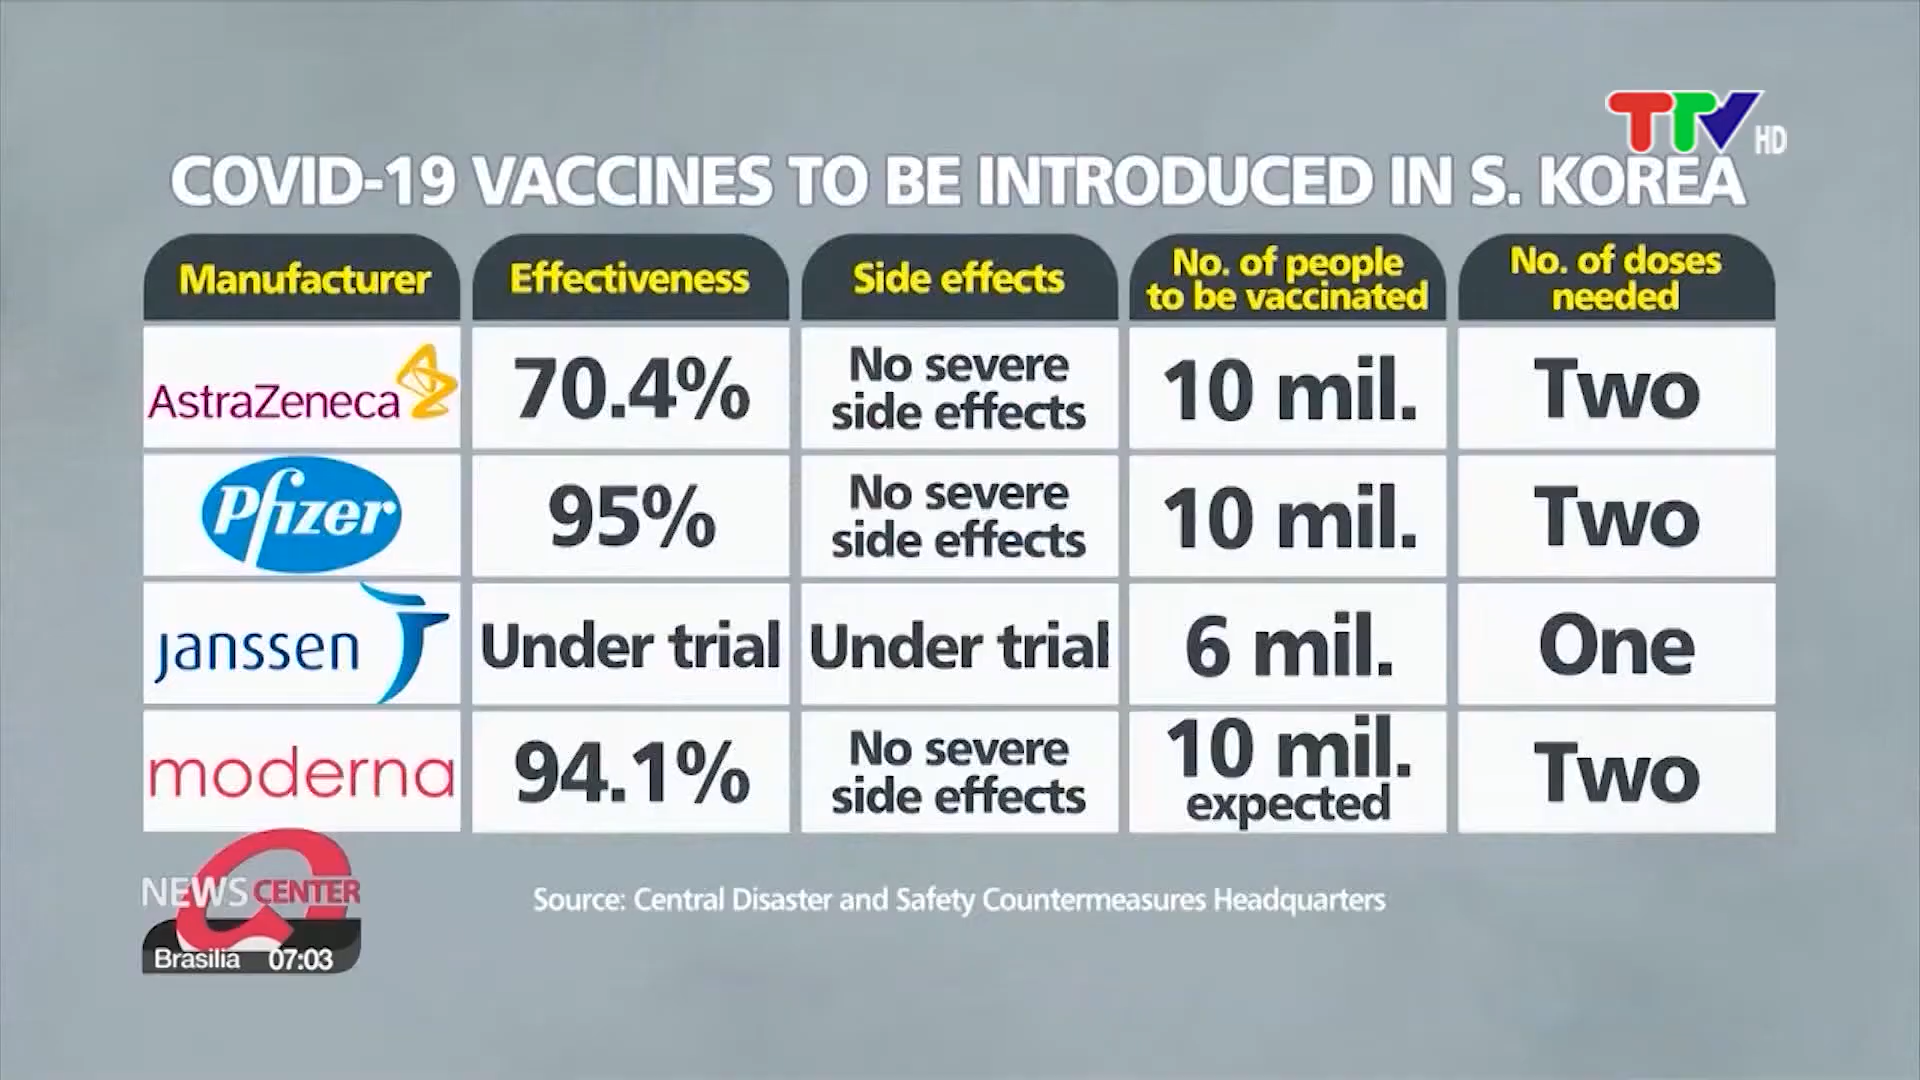 TTV HD
COVID-19 VACCINES TO BE INTRODUCED IN S. KOREA
Manufacturer
Effectiveness
Side effects
No. of people
to be vaccinated
No. of doses
needed
AstraZeneca
70.4%
No severe
side effects
10 mil.
Two
Pfizer
95%
No severe
side effects
10 mil.
Two
janssen
Under trial
Under trial
6 mil.
One
moderna
94.1%
No severe
side effects
10 mil.
expected
Two
NEWS CENTER
Brasilia 07:03
Source: Central Disaster and Safety Countermeasures Headquarters